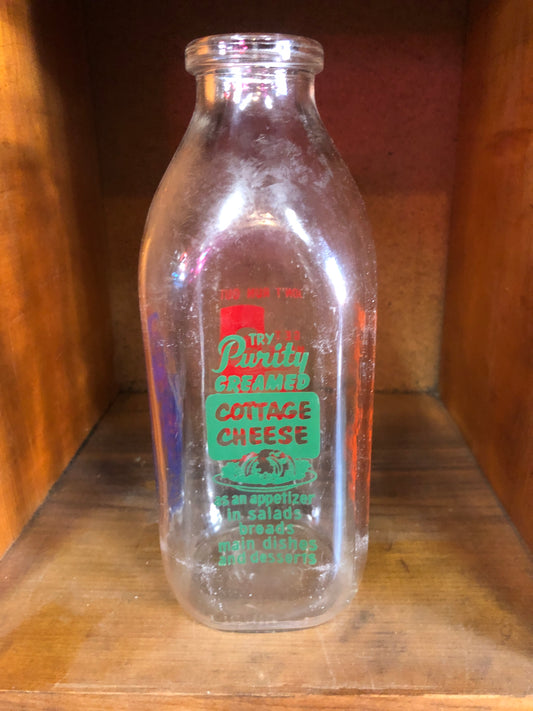 TRY
Purity
CREAMED
COTTAGE
CHEESE
as an appetizer
in salads
breads
main dishes
and desserts